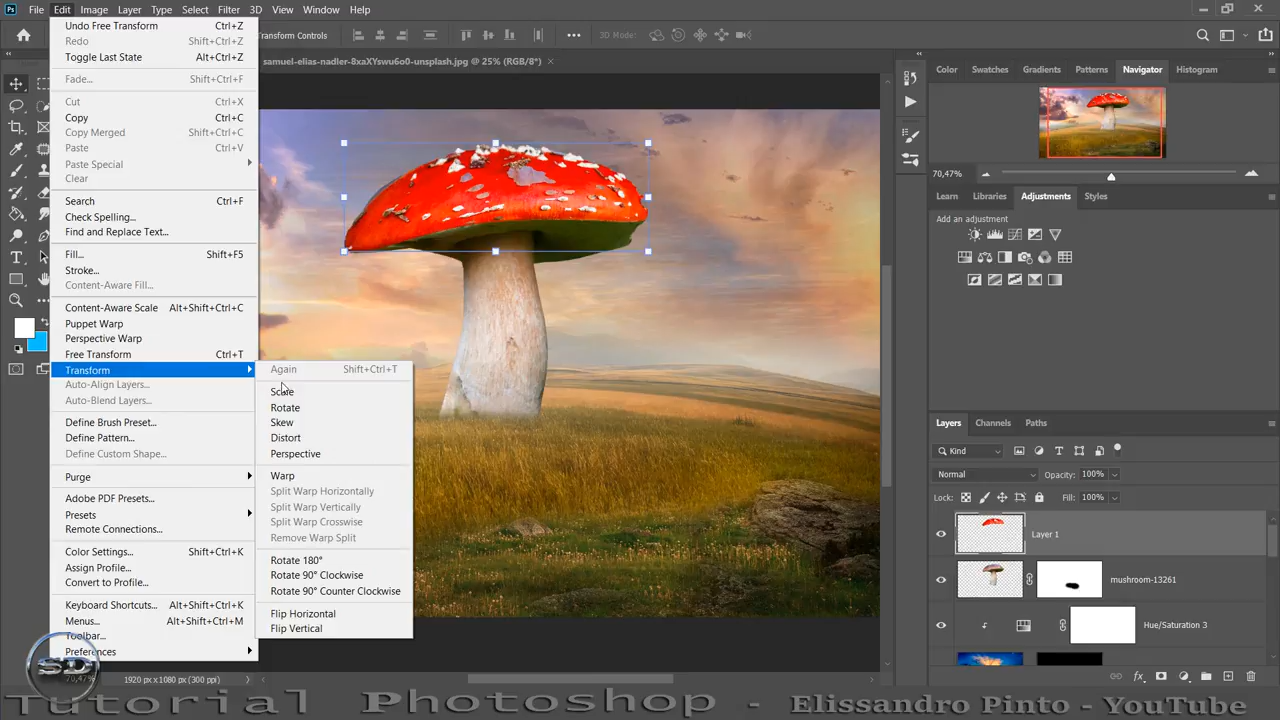 Ps File Edit Image Layer Type Select Filter 3D View Window Help
Transform Controls 3D Mode:
samuel-elias-nadler-8xaXYswu6o0-unsplash.jpg @ 25% (RGB/8*)
Undo Free Transform Ctrl+Z
Redo Shift+Ctrl+Z
Toggle Last State Alt+Ctrl+Z
Fade... Shift+Ctrl+F
Cut Ctrl+X
Copy Ctrl+C
Copy Merged Shift+Ctrl+C
Paste Ctrl+V
Paste Special
Clear
Search Ctrl+F
Check Spelling...
Find and Replace Text...
Fill... Shift+F5
Stroke...
Content-Aware Fill...
Content-Aware Scale Alt+Shift+Ctrl+C
Puppet Warp
Perspective Warp
Free Transform Ctrl+T
Transform
Auto-Align Layers...
Auto-Blend Layers...
Define Brush Preset...
Define Pattern...
Define Custom Shape...
Purge
Adobe PDF Presets...
Presets
Remote Connections...
Color Settings... Shift+Ctrl+K
Assign Profile...
Convert to Profile...
Keyboard Shortcuts... Alt+Shift+Ctrl+K
Menus... Alt+Shift+Ctrl+M
Toolbar...
Preferences
Again Shift+Ctrl+T
Scale
Rotate
Skew
Distort
Perspective
Warp
Split Warp Horizontally
Split Warp Vertically
Split Warp Crosswise
Remove Warp Split
Rotate 180°
Rotate 90° Clockwise
Rotate 90° Counter Clockwise
Flip Horizontal
Flip Vertical
Color Swatches Gradients Patterns Navigator Histogram
70,47%
Learn Libraries Adjustments Styles
Add an adjustment
Layers Channels Paths
Kind
Normal Opacity: 100%
Lock: Fill: 100%
Layer 1
mushroom-13261
Hue/Saturation 3
70,47% 1920 px x 1080 px (300 ppi)
SD
Tutorial Photoshop - Elissandro Pinto - YouTube